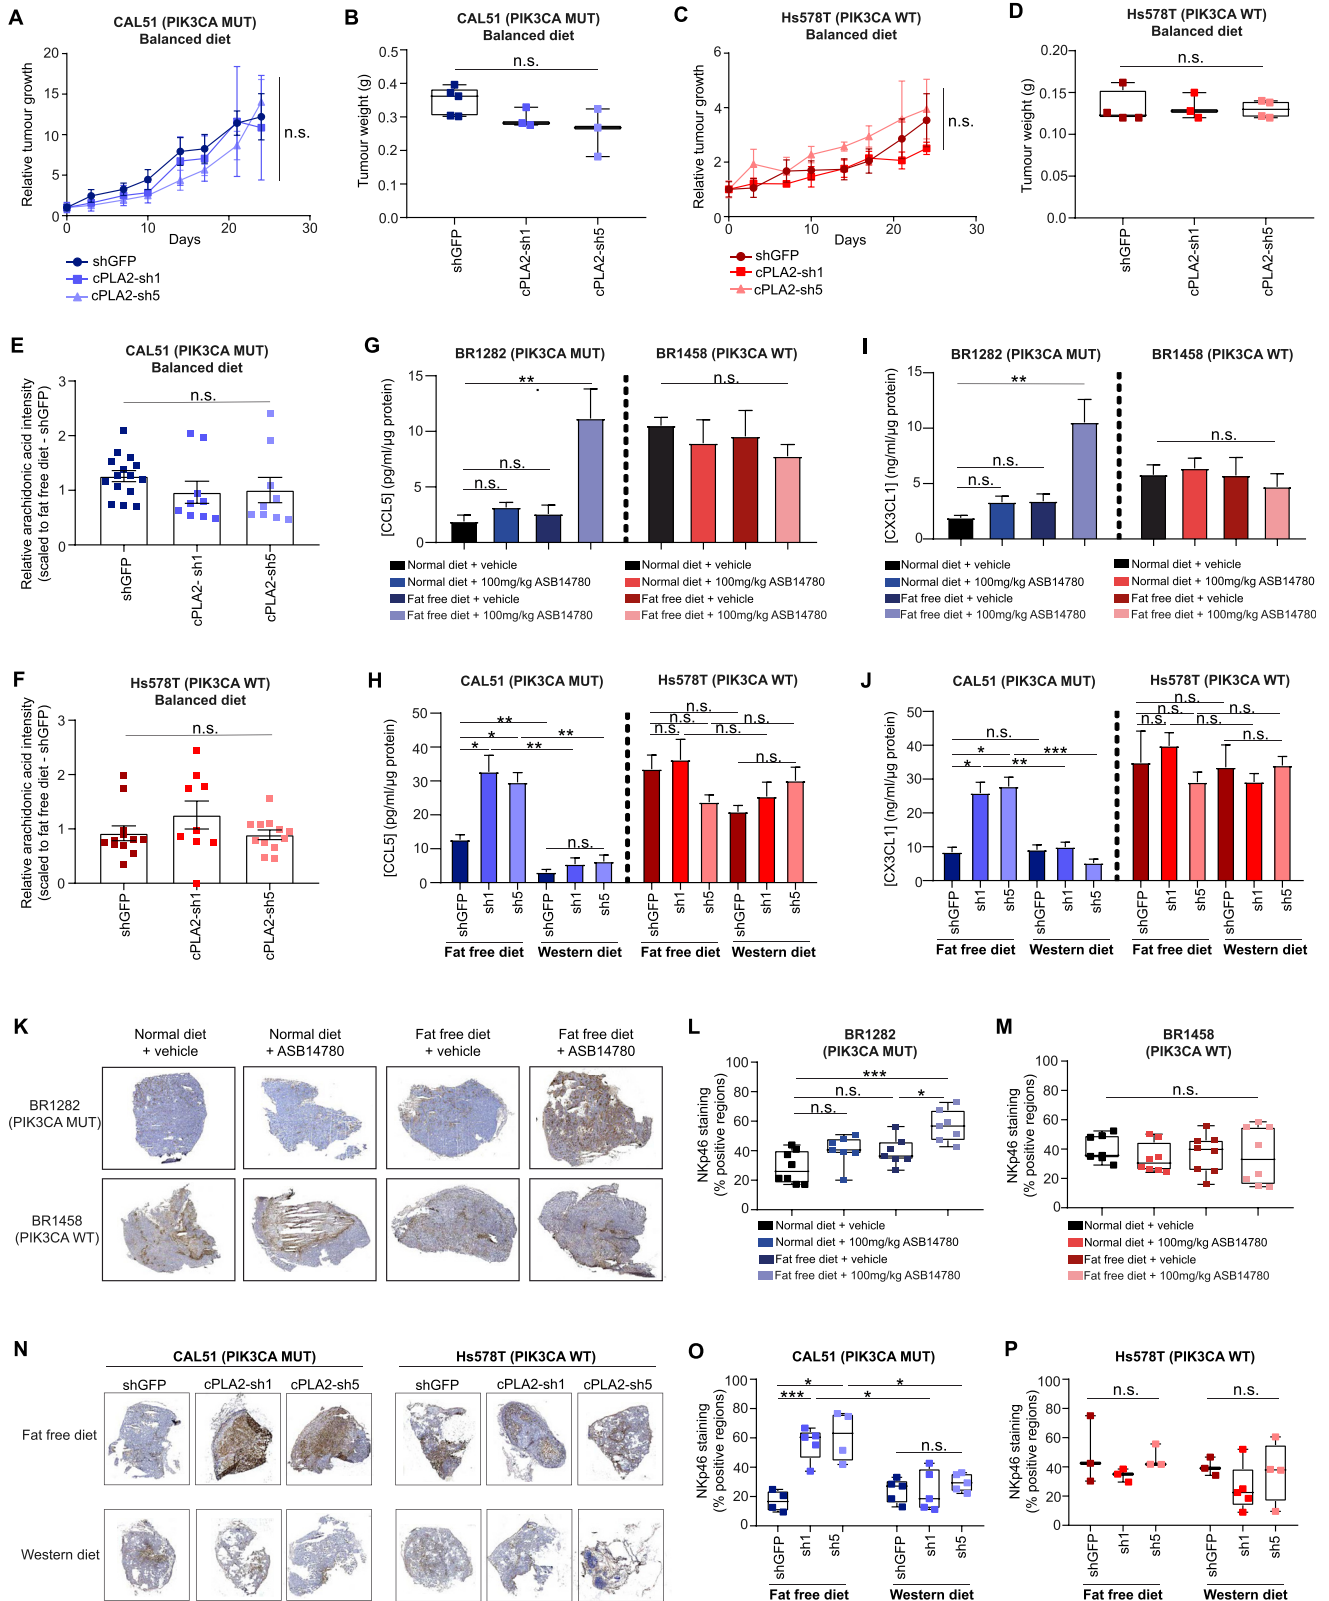 A
CAL51 (PIK3CA MUT)
Balanced diet
Relative tumour growth
20
15
10
5
0
0
10
20
30
Days
n.s.
shGFP
cPLA2-sh1
cPLA2-sh5
B
CAL51 (PIK3CA MUT)
Balanced diet
Tumour weight (g)
0.5
0.4
0.3
0.2
0.1
0.0
n.s.
shGFP
cPLA2-sh1
cPLA2-sh5
C
Hs578T (PIK3CA WT)
Balanced diet
Relative tumour growth
6
4
2
0
0
10
20
30
Days
n.s.
shGFP
cPLA2-sh1
cPLA2-sh5
D
Hs578T (PIK3CA WT)
Balanced diet
Tumour weight (g)
0.20
0.15
0.10
0.05
0.0
n.s.
shGFP
cPLA2-sh1
cPLA2-sh5
E
CAL51 (PIK3CA MUT)
Balanced diet
Relative arachidonic acid intensity
(scaled to fat free diet - shGFP)
3
2
1
0
n.s.
shGFP
cPLA2- sh1
cPLA2-sh5
G
BR1282 (PIK3CA MUT)
BR1458 (PIK3CA WT)
[CCL5] (pg/ml/µg protein)
15
10
5
0
**
n.s.
n.s.
n.s.
Normal diet + vehicle
Normal diet + 100mg/kg ASB14780
Fat free diet + vehicle
Fat free diet + 100mg/kg ASB14780
Normal diet + vehicle
Normal diet + 100mg/kg ASB14780
Fat free diet + vehicle
Fat free diet + 100mg/kg ASB14780
I
BR1282 (PIK3CA MUT)
BR1458 (PIK3CA WT)
[CX3CL1] (ng/ml/µg protein)
15
10
5
0
**
n.s.
n.s.
n.s.
Normal diet + vehicle
Normal diet + 100mg/kg ASB14780
Fat free diet + vehicle
Fat free diet + 100mg/kg ASB14780
Normal diet + vehicle
Normal diet + 100mg/kg ASB14780
Fat free diet + vehicle
Fat free diet + 100mg/kg ASB14780
F
Hs578T (PIK3CA WT)
Balanced diet
Relative arachidonic acid intensity
(scaled to fat free diet - shGFP)
3
2
1
0
n.s.
shGFP
cPLA2-sh1
cPLA2-sh5
H
CAL51 (PIK3CA MUT)
Hs578T (PIK3CA WT)
[CCL5] (pg/ml/µg protein)
50
40
30
20
10
0
**
*
**
*
**
n.s.
n.s.
n.s.
n.s.
n.s.
n.s.
n.s.
shGFP
sh1
sh5
shGFP
sh1
sh5
shGFP
sh1
sh5
shGFP
sh1
sh5
Fat free diet
Western diet
Fat free diet
Western diet
J
CAL51 (PIK3CA MUT)
Hs578T (PIK3CA WT)
[CX3CL1] (ng/ml/µg protein)
50
40
30
20
10
0
n.s.
*
***
*
**
n.s.
n.s.
n.s.
n.s.
n.s.
n.s.
shGFP
sh1
sh5
shGFP
sh1
sh5
shGFP
sh1
sh5
shGFP
sh1
sh5
Fat free diet
Western diet
Fat free diet
Western diet
K
Normal diet
+ vehicle
Normal diet
+ ASB14780
Fat free diet
+ vehicle
Fat free diet
+ ASB14780
BR1282
(PIK3CA MUT)
BR1458
(PIK3CA WT)
L
BR1282
(PIK3CA MUT)
NKp46 staining
(% positive regions)
100
80
60
40
20
0
***
n.s.
*
n.s.
Normal diet + vehicle
Normal diet + 100mg/kg ASB14780
Fat free diet + vehicle
Fat free diet + 100mg/kg ASB14780
M
BR1458
(PIK3CA WT)
NKp46 staining
(% positive regions)
100
80
60
40
20
0
n.s.
Normal diet + vehicle
Normal diet + 100mg/kg ASB14780
Fat free diet + vehicle
Fat free diet + 100mg/kg ASB14780
N
CAL51 (PIK3CA MUT)
Hs578T (PIK3CA WT)
shGFP
cPLA2-sh1
cPLA2-sh5
shGFP
cPLA2-sh1
cPLA2-sh5
Fat free diet
Western diet
O
CAL51 (PIK3CA MUT)
NKp46 staining
(% positive regions)
100
80
60
40
20
0
*
*
***
*
n.s.
shGFP
sh1
sh5
shGFP
sh1
sh5
Fat free diet
Western diet
P
Hs578T (PIK3CA WT)
NKp46 staining
(% positive regions)
100
80
60
40
20
0
n.s.
n.s.
shGFP
sh1
sh5
shGFP
sh1
sh5
Fat free diet
Western diet